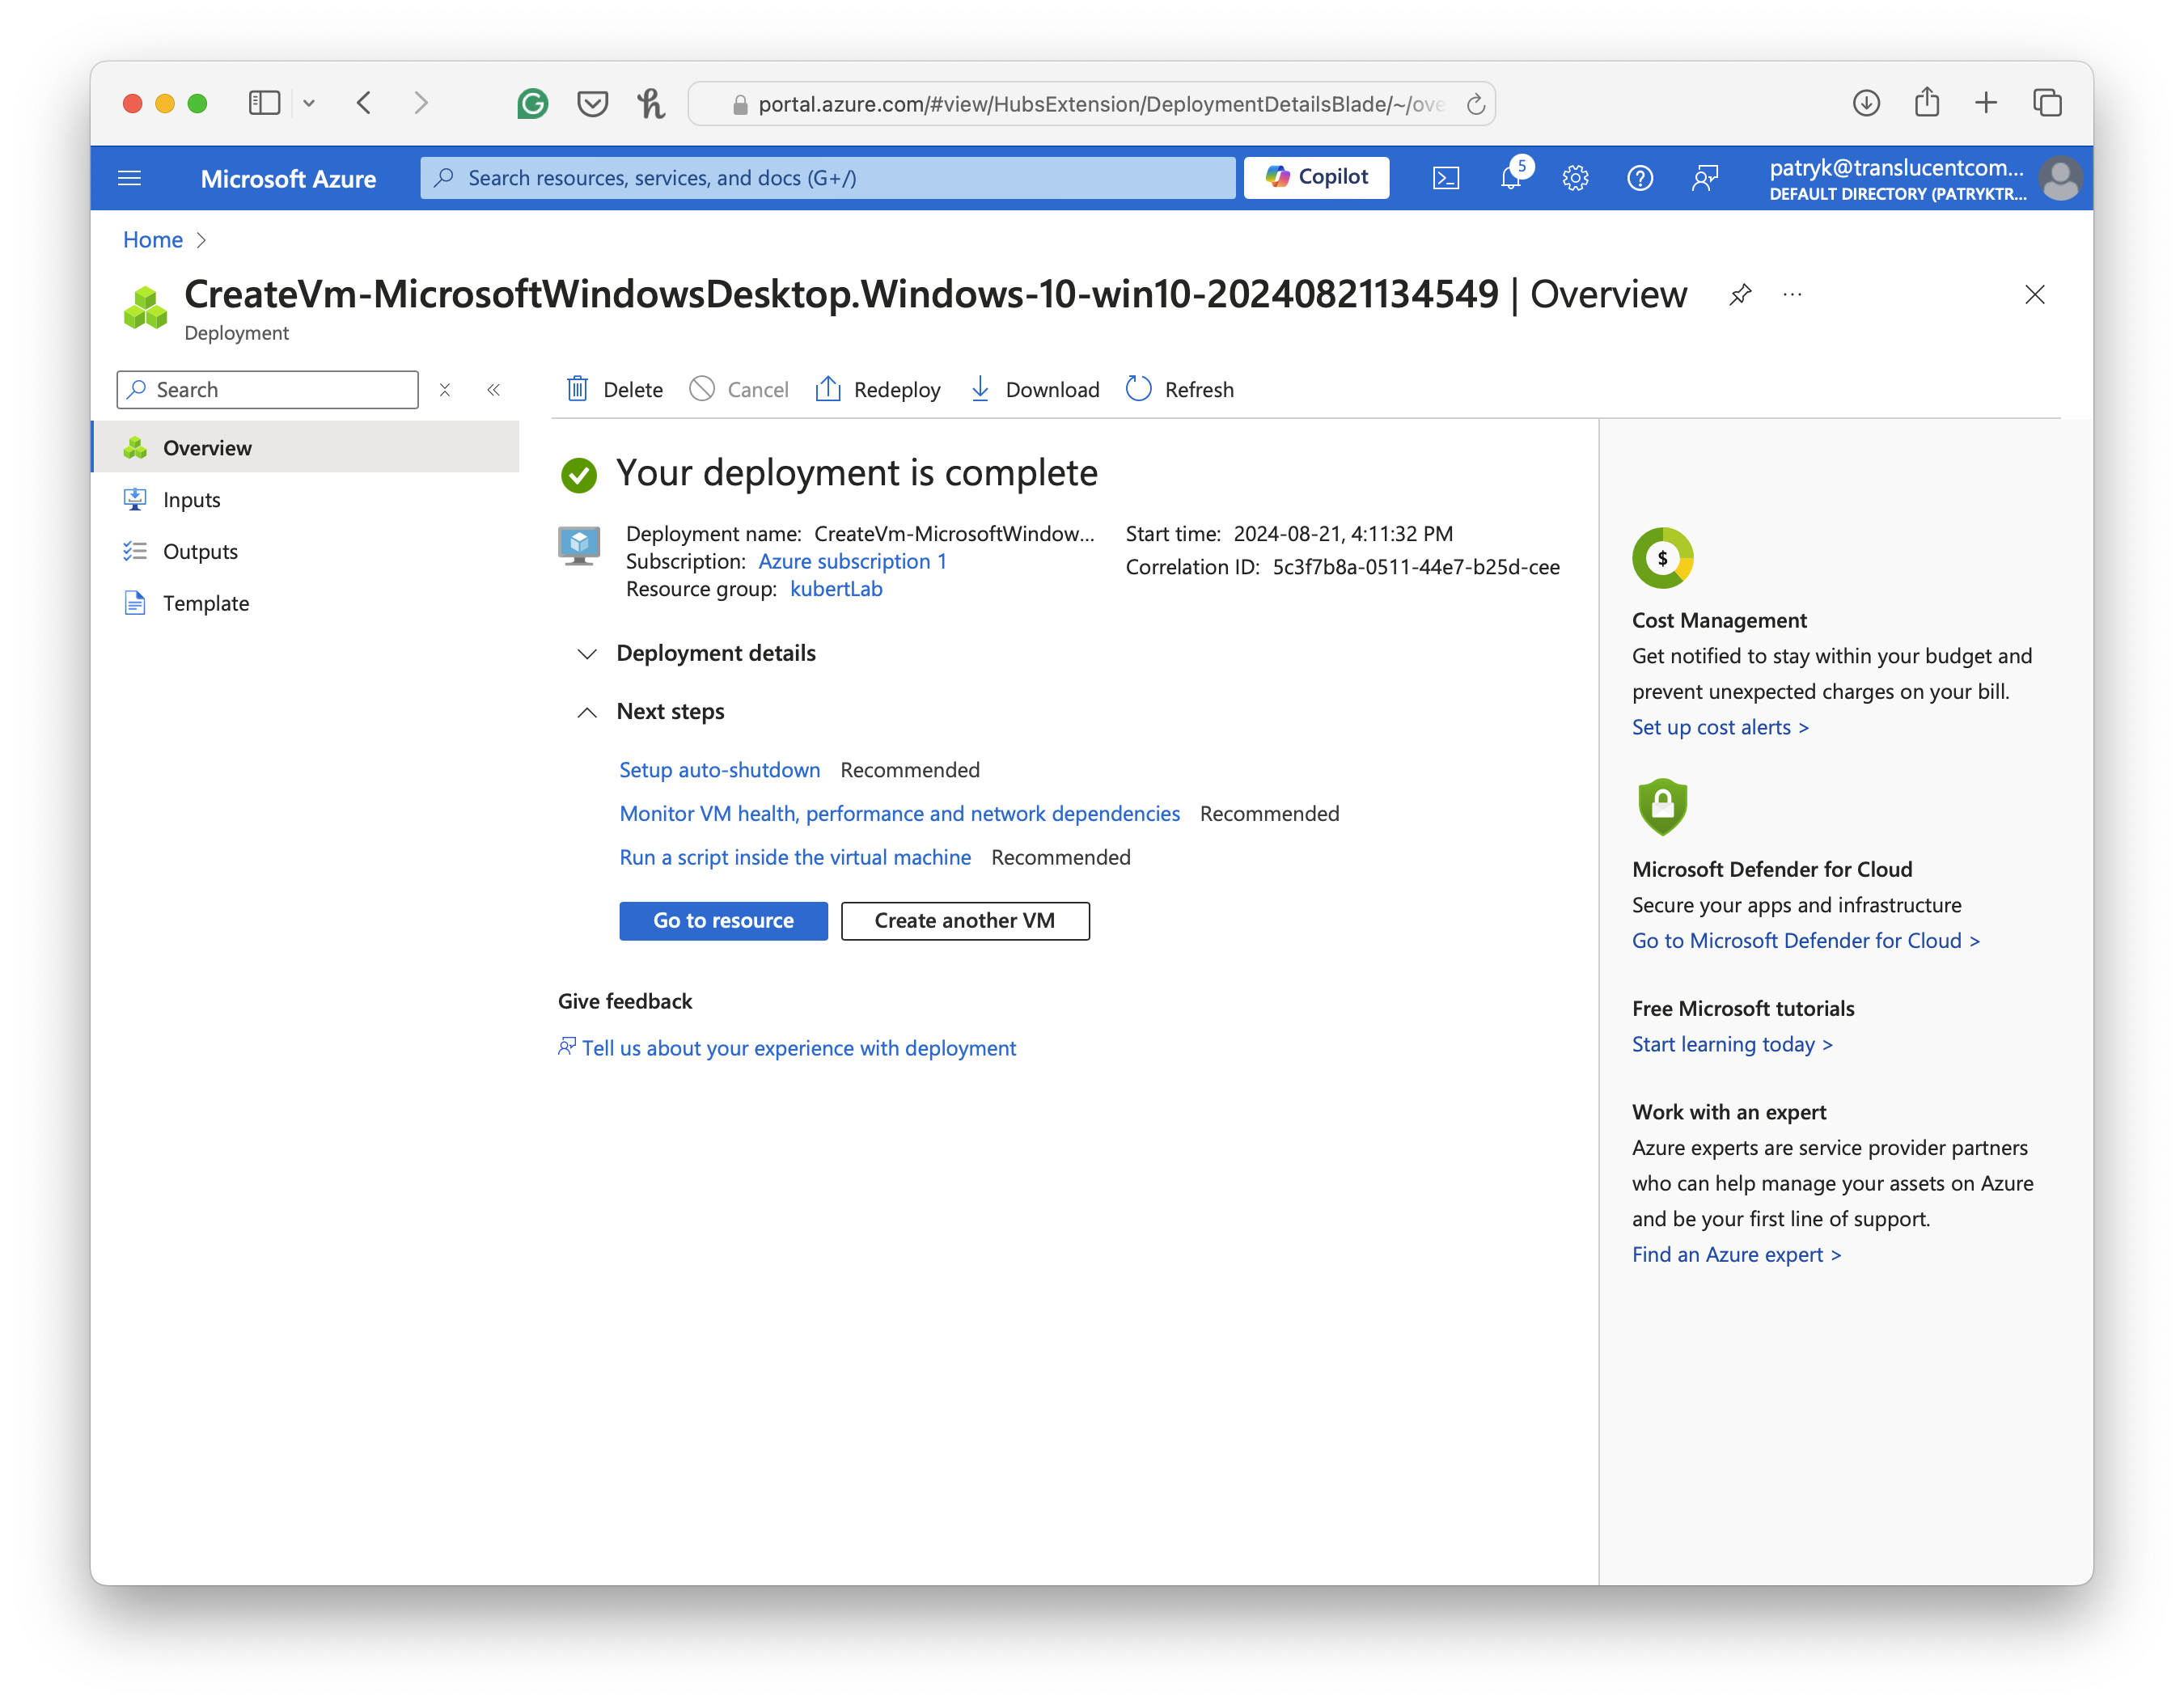 portal.azure.com/#view/HubsExtension/DeploymentDetailsBlade/~/ove
Microsoft Azure
Search resources, services, and docs (G+/)
Copilot
5
patryk@translucentcom...
DEFAULT DIRECTORY (PATRYKTR...
Home
CreateVm-MicrosoftWindowsDesktop.Windows-10-win10-20240821134549 | Overview
Deployment
Search
Delete
Cancel
Redeploy
Download
Refresh
Overview
Inputs
Outputs
Template
Your deployment is complete
Deployment name: CreateVm-MicrosoftWindow...
Subscription: Azure subscription 1
Resource group: kubertLab
Start time: 2024-08-21, 4:11:32 PM
Correlation ID: 5c3f7b8a-0511-44e7-b25d-cee
Deployment details
Next steps
Setup auto-shutdown Recommended
Monitor VM health, performance and network dependencies Recommended
Run a script inside the virtual machine Recommended
Go to resource
Create another VM
Give feedback
Tell us about your experience with deployment
$
Cost Management
Get notified to stay within your budget and
prevent unexpected charges on your bill.
Set up cost alerts >
Microsoft Defender for Cloud
Secure your apps and infrastructure
Go to Microsoft Defender for Cloud >
Free Microsoft tutorials
Start learning today >
Work with an expert
Azure experts are service provider partners
who can help manage your assets on Azure
and be your first line of support.
Find an Azure expert >